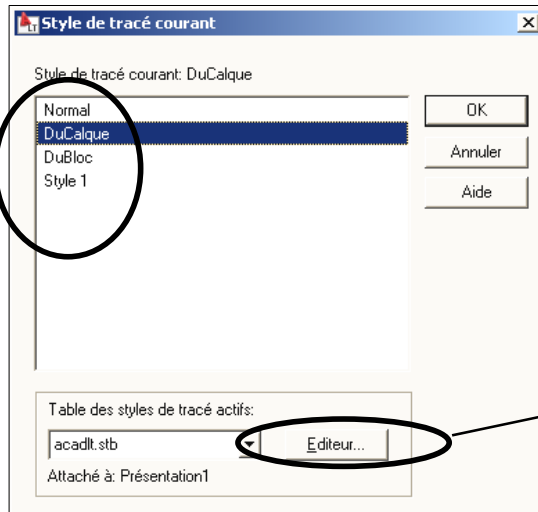 LT
Style de tracé courant
Style de tracé courant: DuCalque
Normal
DuCalque
DuBloc
Style 1
OK
Annuler
Aide
Table des styles de tracé actifs:
acadlt.stb
Editeur...
Attaché à: Présentation1